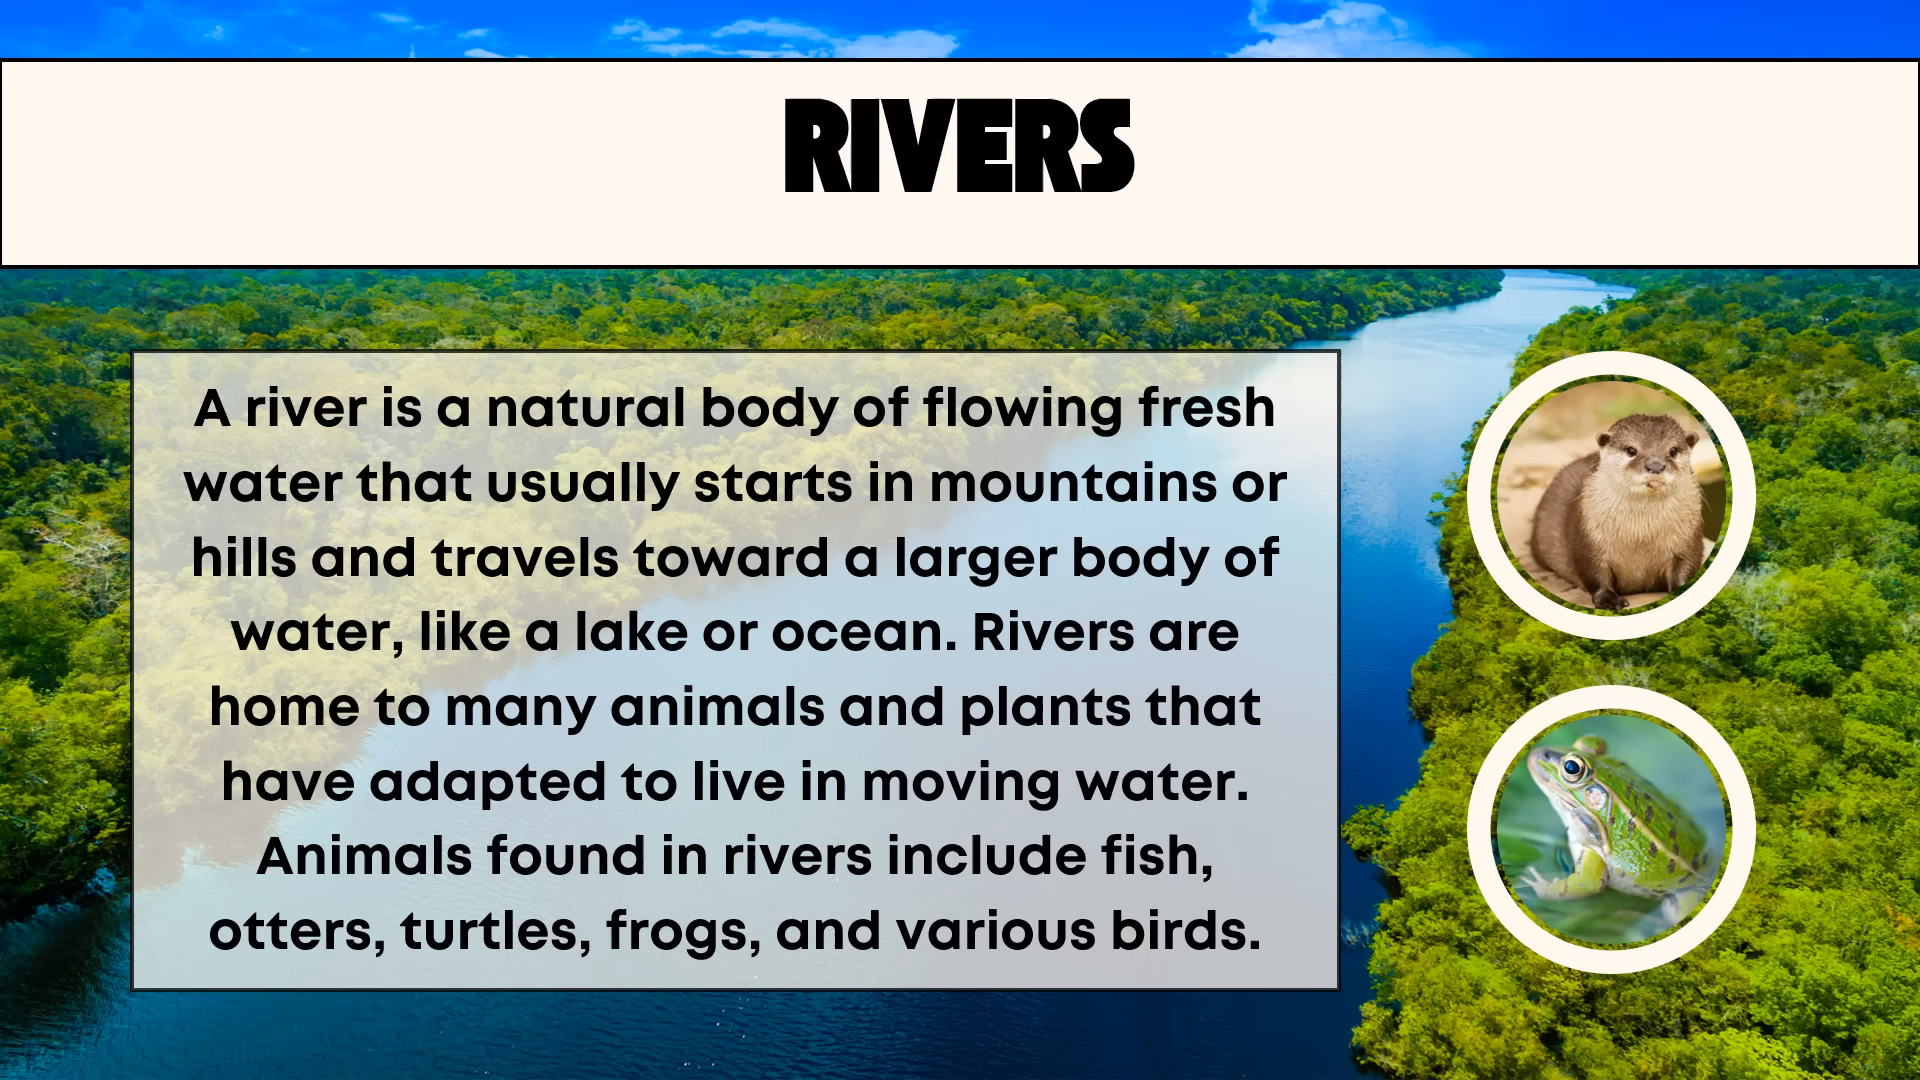 RIVERS
A river is a natural body of flowing fresh
water that usually starts in mountains or
hills and travels toward a larger body of
water, like a lake or ocean. Rivers are
home to many animals and plants that
have adapted to live in moving water.
Animals found in rivers include fish,
otters, turtles, frogs, and various birds.